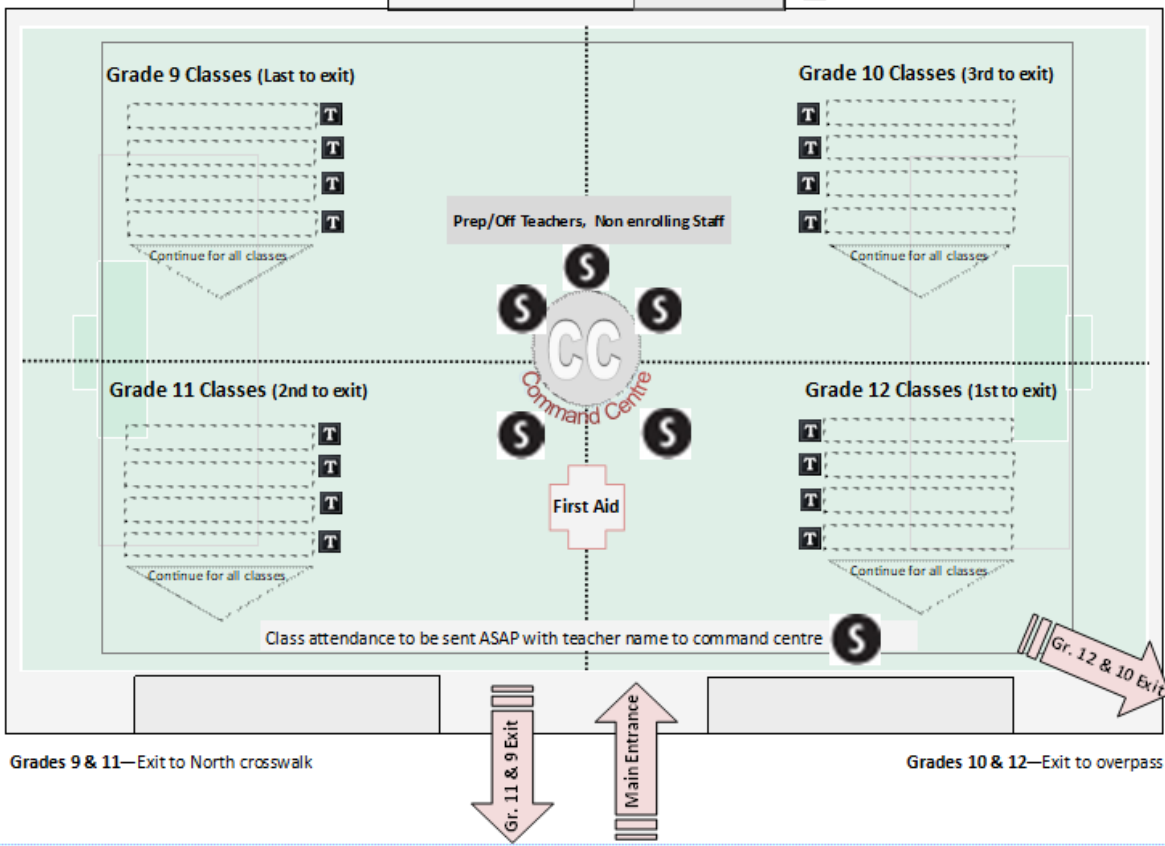 Grade 9 Classes (Last to exit)
T
T
T
T
Continue for all classes
Grade 10 Classes (3rd to exit)
T
T
T
T
Continue for all classes
Prep/Off Teachers, Non enrolling Staff
S
S
S
CC
Command Centre
S
S
First Aid
Grade 11 Classes (2nd to exit)
T
T
T
T
Continue for all classes
Grade 12 Classes (1st to exit)
T
T
T
T
Continue for all classes
Class attendance to be sent ASAP with teacher name to command centre S
Gr. 12 & 10 Exit
Gr. 11 & 9 Exit
Main Entrance
Grades 9 & 11—Exit to North crosswalk
Grades 10 & 12—Exit to overpass